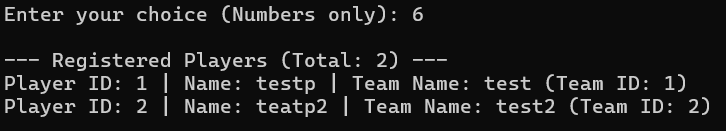 Enter your choice (Numbers only): 6
--- Registered Players (Total: 2) ---
Player ID: 1 | Name: testp | Team Name: test (Team ID: 1)
Player ID: 2 | Name: teatp2 | Team Name: test2 (Team ID: 2)